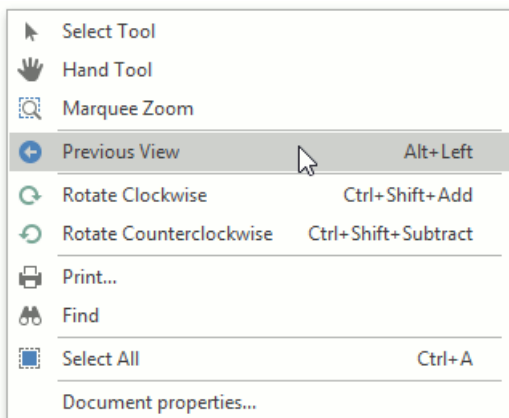 Select Tool
Hand Tool
Marquee Zoom
Previous View Alt+Left
Rotate Clockwise Ctrl+Shift+Add
Rotate Counterclockwise Ctrl+Shift+Subtract
Print...
Find
Select All Ctrl+A
Document properties...